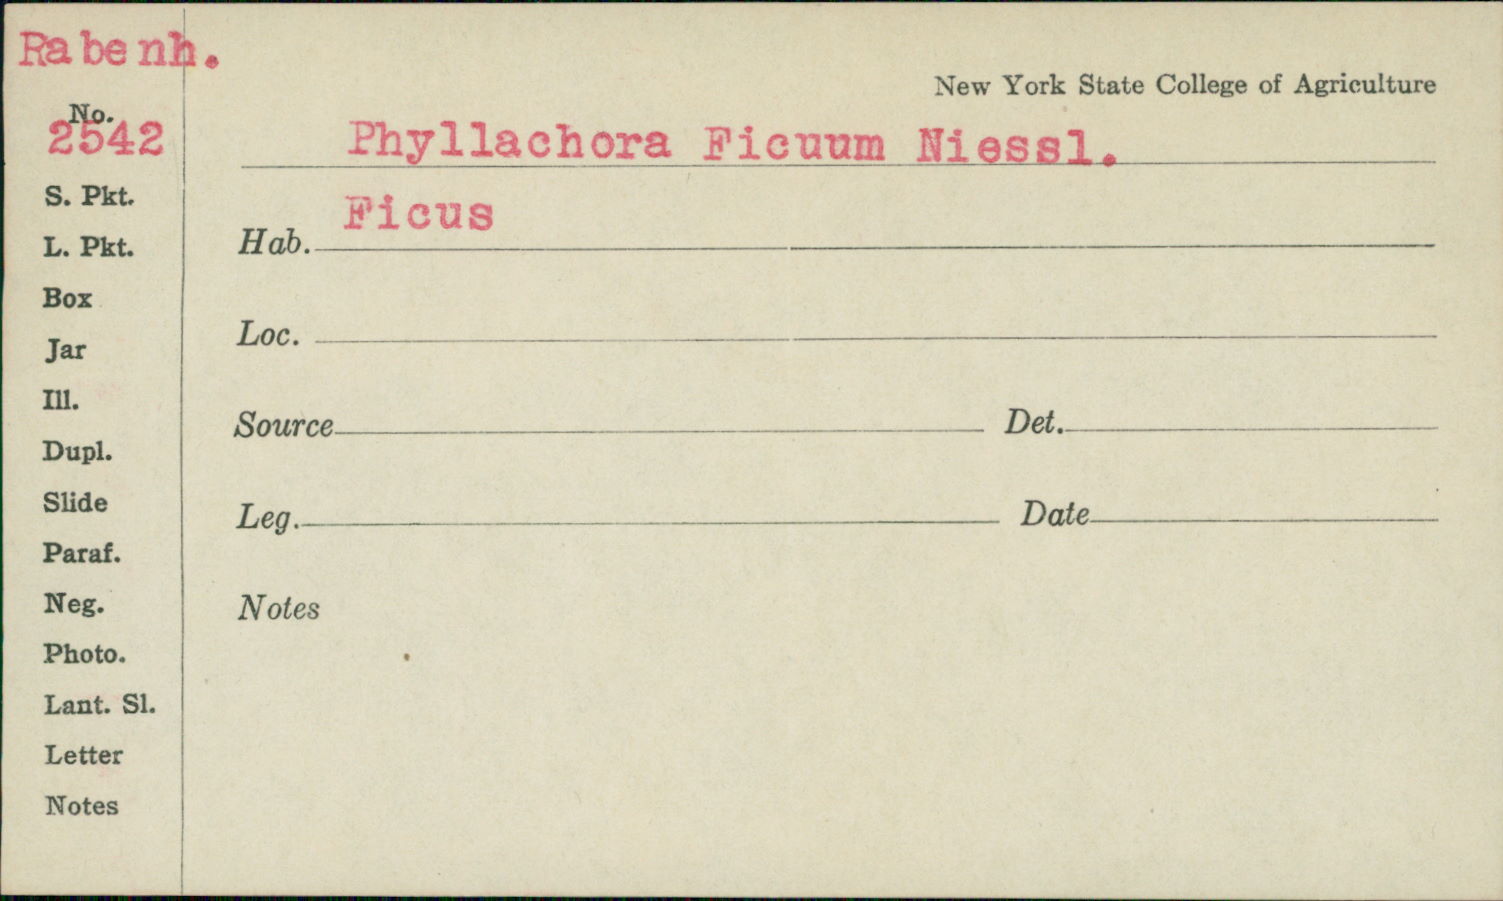 Rabenh.
New York State College of Agriculture
No.
2542
Phyllachora Ficuum Niessl.
S. Pkt.
Ficus
Hab.
L. Pkt.
Box
Loc.
Jar
Ill.
Source Det.
Dupl.
Slide
Leg. Date
Paraf.
Neg.
Notes
Photo.
Lant. Sl.
Letter
Notes